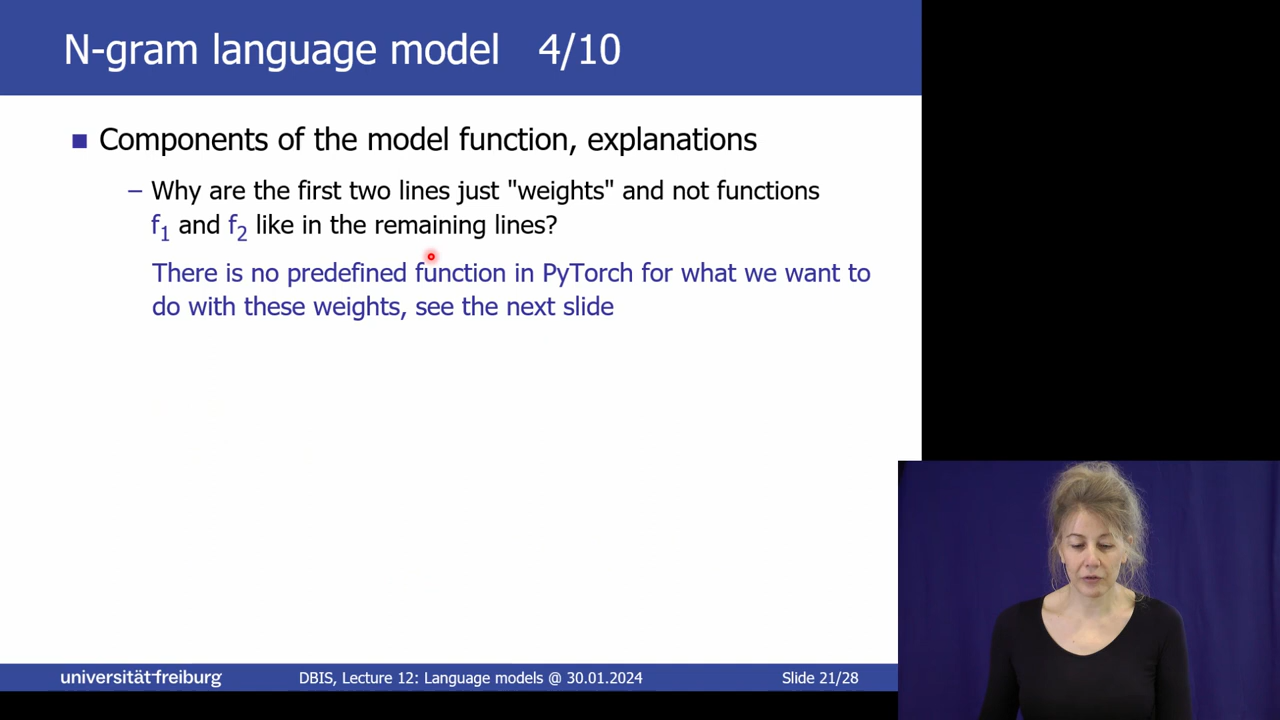 N-gram language model 4/10
Components of the model function, explanations
– Why are the first two lines just "weights" and not functions
f₁ and f₂ like in the remaining lines?
There is no predefined function in PyTorch for what we want to
do with these weights, see the next slide
universität freiburg
DBIS, Lecture 12: Language models @ 30.01.2024
Slide 21/28